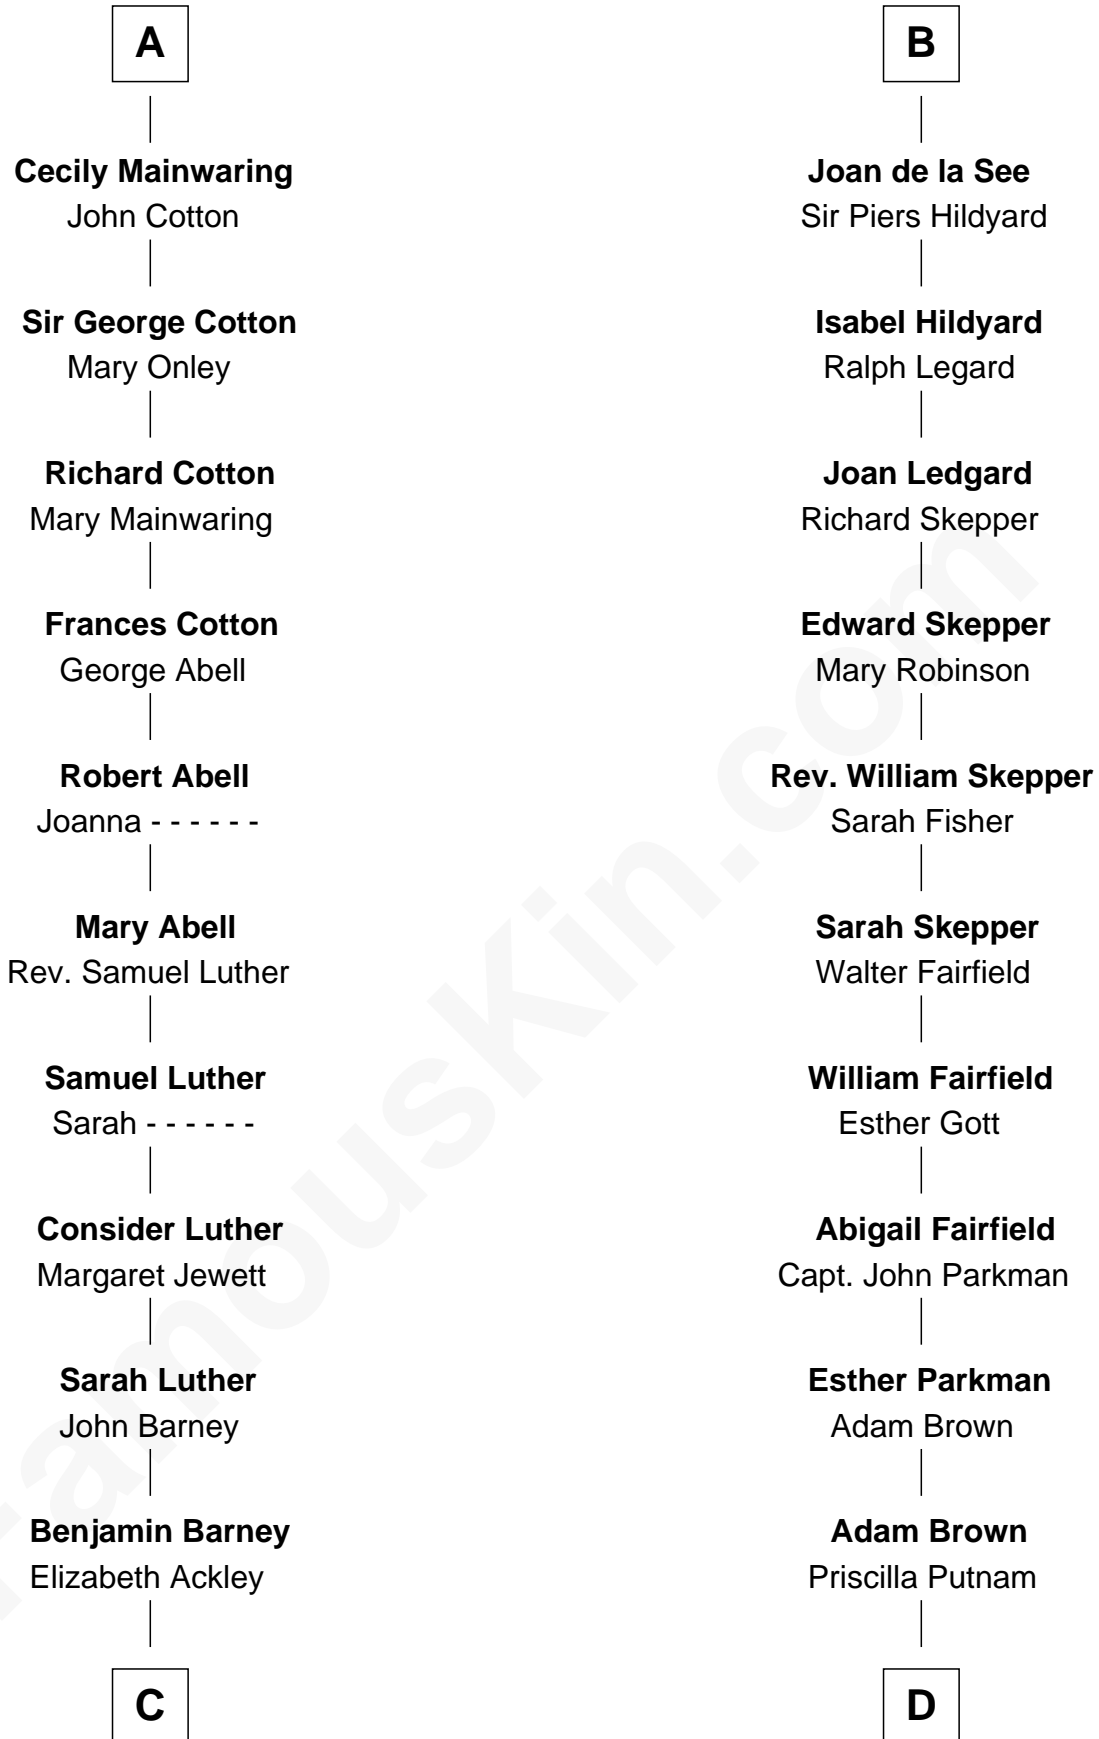 A
Cecily Mainwaring
John Cotton
Sir George Cotton
Mary Onley
Richard Cotton
Mary Mainwaring
Frances Cotton
George Abell
Robert Abell
Joanna - - - - - -
Mary Abell
Rev. Samuel Luther
Samuel Luther
Sarah - - - - - -
Consider Luther
Margaret Jewett
Sarah Luther
John Barney
Benjamin Barney
Elizabeth Ackley
C
B
Joan de la See
Sir Piers Hildyard
Isabel Hildyard
Ralph Legard
Joan Ledgard
Richard Skepper
Edward Skepper
Mary Robinson
Rev. William Skepper
Sarah Fisher
Sarah Skepper
Walter Fairfield
William Fairfield
Esther Gott
Abigail Fairfield
Capt. John Parkman
Esther Parkman
Adam Brown
Adam Brown
Priscilla Putnam
D
FamousKin.com